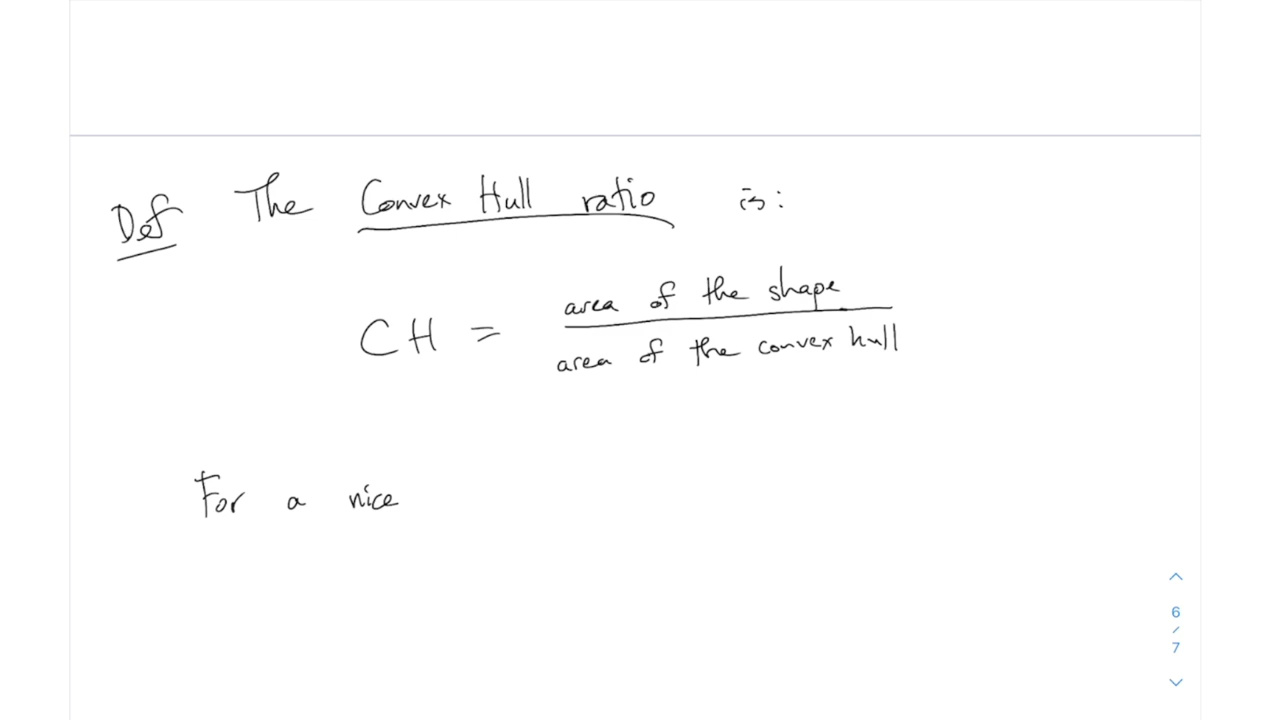 Def The Convex Hull ratio is:
CH = area of the shape / area of the convex hull
For a nice
6
/
7